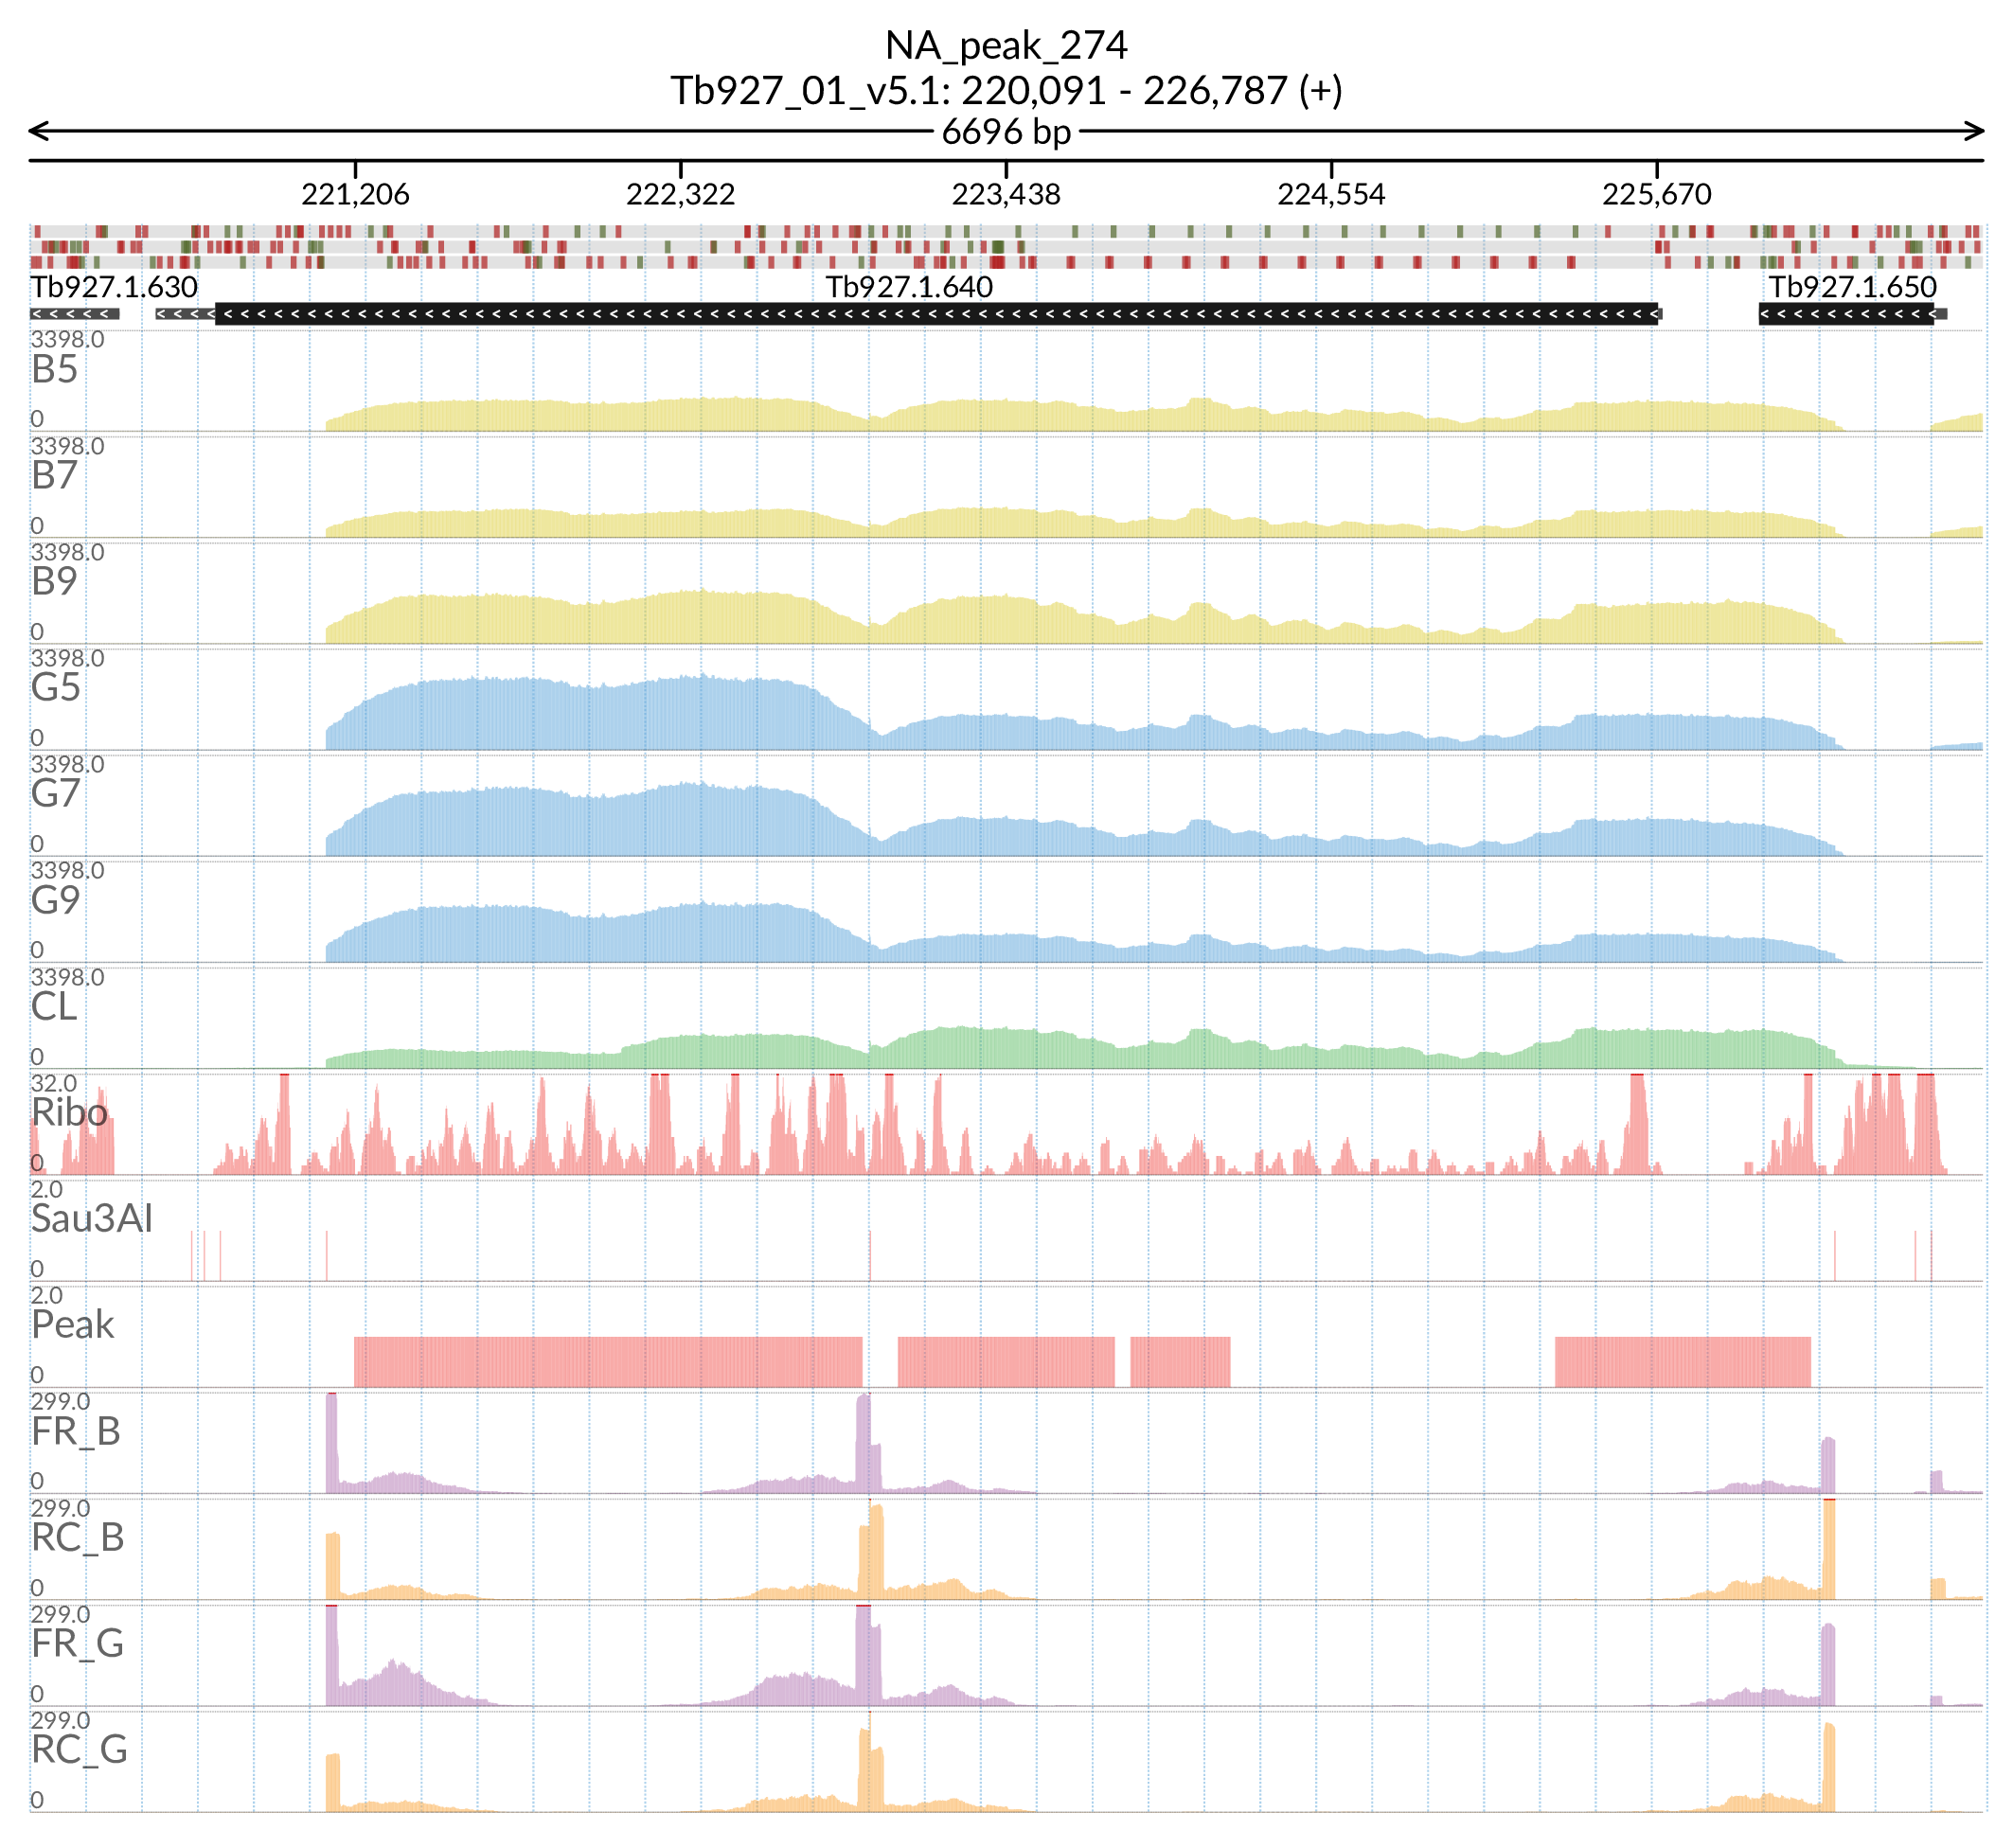 NA_peak_274
Tb927_01_v5.1: 220,091 - 226,787 (+)
6696 bp
221,206 222,322 223,438 224,554 225,670
Tb927.1.630 Tb927.1.640 Tb927.1.650
3398.0
B5
0
3398.0
B7
0
3398.0
B9
0
3398.0
G5
0
3398.0
G7
0
3398.0
G9
0
3398.0
CL
0
32.0
Ribo
0
2.0
Sau3AI
0
2.0
Peak
0
299.0
FR_B
0
299.0
RC_B
0
299.0
FR_G
0
299.0
RC_G
0